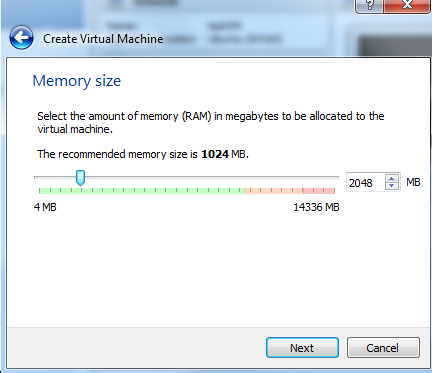 Create Virtual Machine
Memory size
Select the amount of memory (RAM) in megabytes to be allocated to the
virtual machine.
The recommended memory size is 1024 MB.
2048 MB
4 MB 14336 MB
Next Cancel